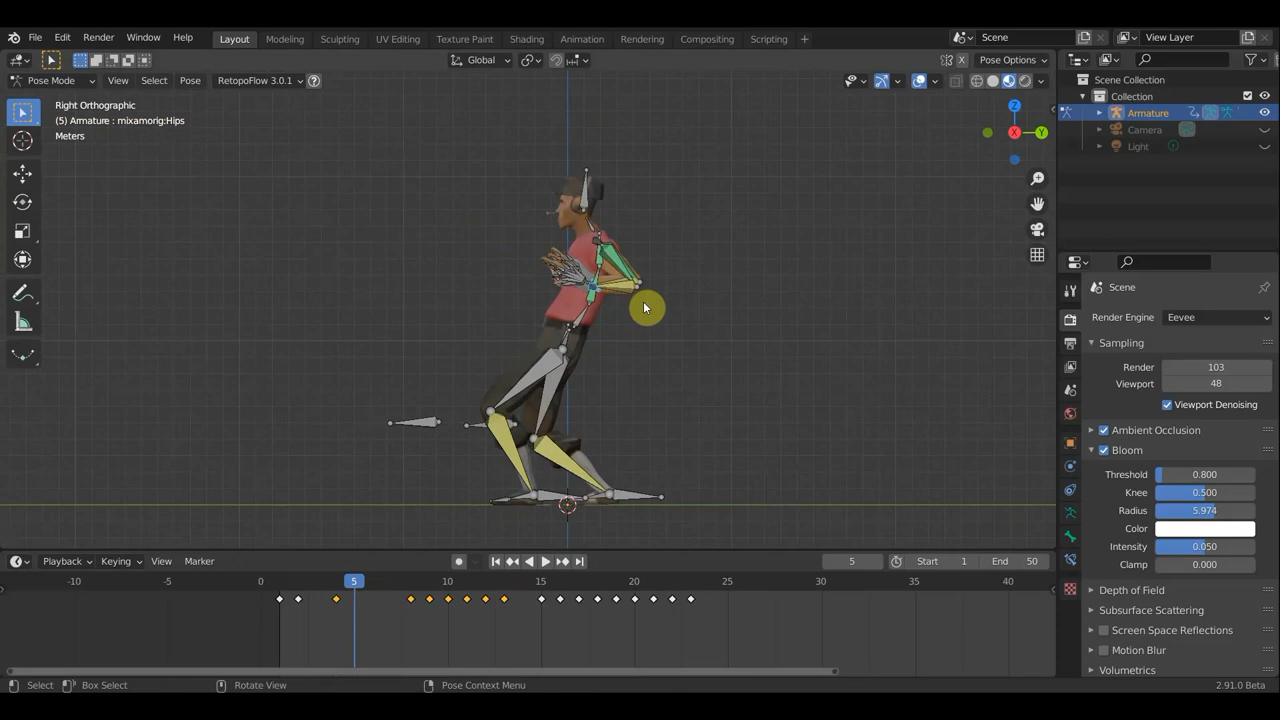 File Edit Render Window Help Layout Modeling Sculpting UV Editing Texture Paint Shading Animation Rendering Compositing Scripting + Scene View Layer
Global Pose Options
Pose Mode View Select Pose RetopoFlow 3.0.1
Right Orthographic
(5) Armature : mixamorig:Hips
Meters
Z
X
Y
Scene Collection
Collection
Armature
Camera
Light
Scene
Render Engine Eevee
Sampling
Render 103
Viewport 48
Viewport Denoising
Ambient Occlusion
Bloom
Threshold 0.800
Knee 0.500
Radius 5.974
Color
Intensity 0.050
Clamp 0.000
Depth of Field
Subsurface Scattering
Screen Space Reflections
Motion Blur
Volumetrics
Playback Keying View Marker 5 Start 1 End 50
-10 -5 0 5 10 15 20 25 30 35 40
Select Box Select Rotate View Pose Context Menu 2.91.0 Beta